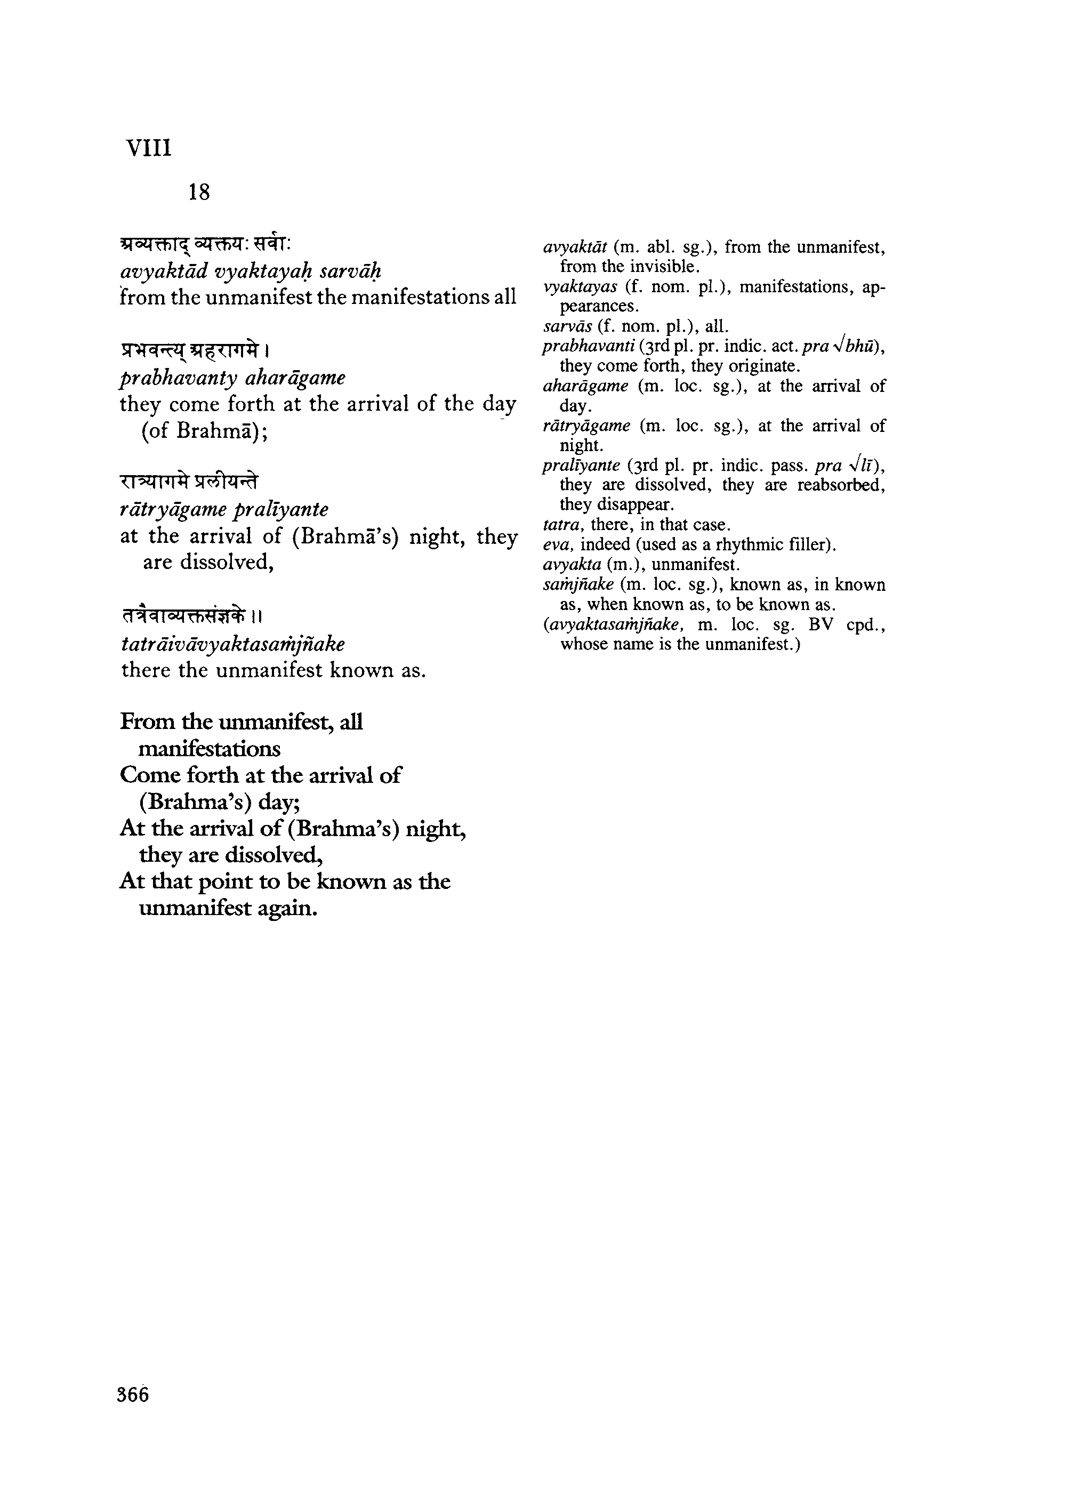 VIII
18
अव्यक्ताद् व्यक्तयः सर्वाः
avyaktād vyaktayaḥ sarvāḥ
from the unmanifest the manifestations all
प्रभवन्त्य् अहरागमे ।
prabhavanty aharāgame
they come forth at the arrival of the day
(of Brahmā);
रात्र्यागमे प्रलीयन्ते
rātryāgame pralīyante
at the arrival of (Brahmā's) night, they
are dissolved,
तत्रैवाव्यक्तसंज्ञके ॥
tatrāivāvyaktasaṁjñake
there the unmanifest known as.
From the unmanifest, all
manifestations
Come forth at the arrival of
(Brahma's) day;
At the arrival of (Brahma's) night,
they are dissolved,
At that point to be known as the
unmanifest again.
avyaktāt (m. abl. sg.), from the unmanifest,
from the invisible.
vyaktayas (f. nom. pl.), manifestations, ap-
pearances.
sarvās (f. nom. pl.), all.
prabhavanti (3rd pl. pr. indic. act. pra √bhū),
they come forth, they originate.
aharāgame (m. loc. sg.), at the arrival of
day.
rātryāgame (m. loc. sg.), at the arrival of
night.
pralīyante (3rd pl. pr. indic. pass. pra √lī),
they are dissolved, they are reabsorbed,
they disappear.
tatra, there, in that case.
eva, indeed (used as a rhythmic filler).
avyakta (m.), unmanifest.
saṁjñake (m. loc. sg.), known as, in known
as, when known as, to be known as.
(avyaktasaṁjñake, m. loc. sg. BV cpd.,
whose name is the unmanifest.)
366